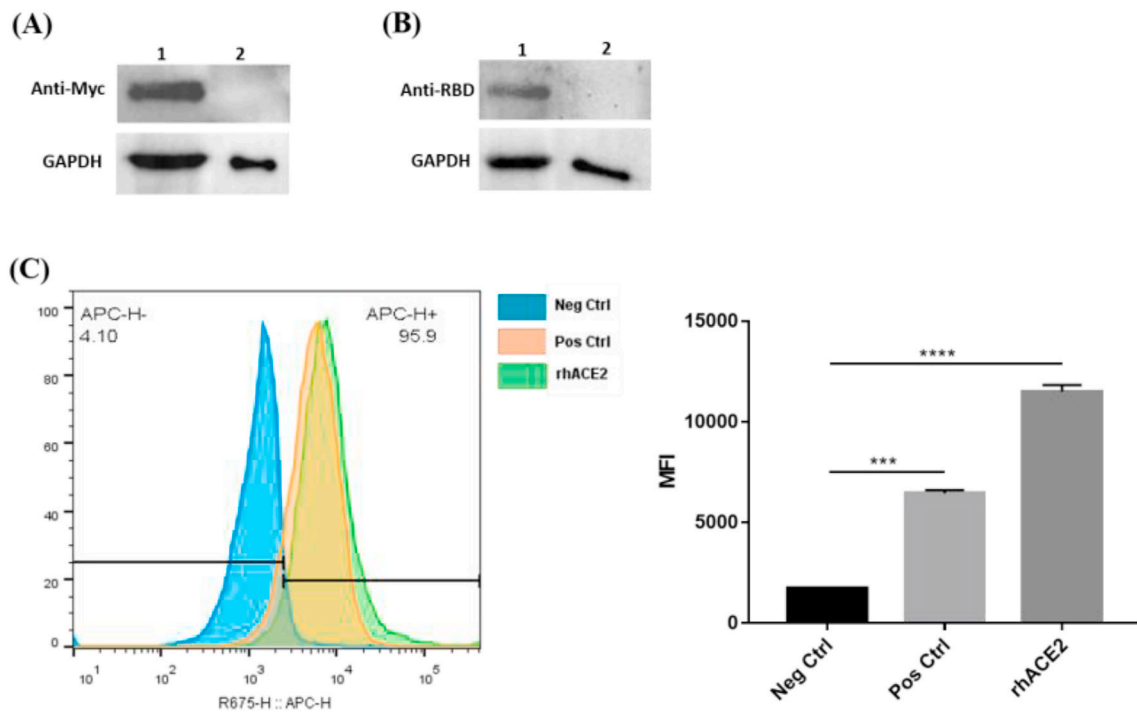 (A)
1 2
Anti-Myc
GAPDH
(B)
1 2
Anti-RBD
GAPDH
(C)
APC-H-
4.10
APC-H+
95.9
100
80
60
40
20
0
10^1 10^2 10^3 10^4 10^5
R675-H :: APC-H
Neg Ctrl
Pos Ctrl
rhACE2
MFI
15000
10000
5000
0
****
***
Neg Ctrl
Pos Ctrl
rhACE2